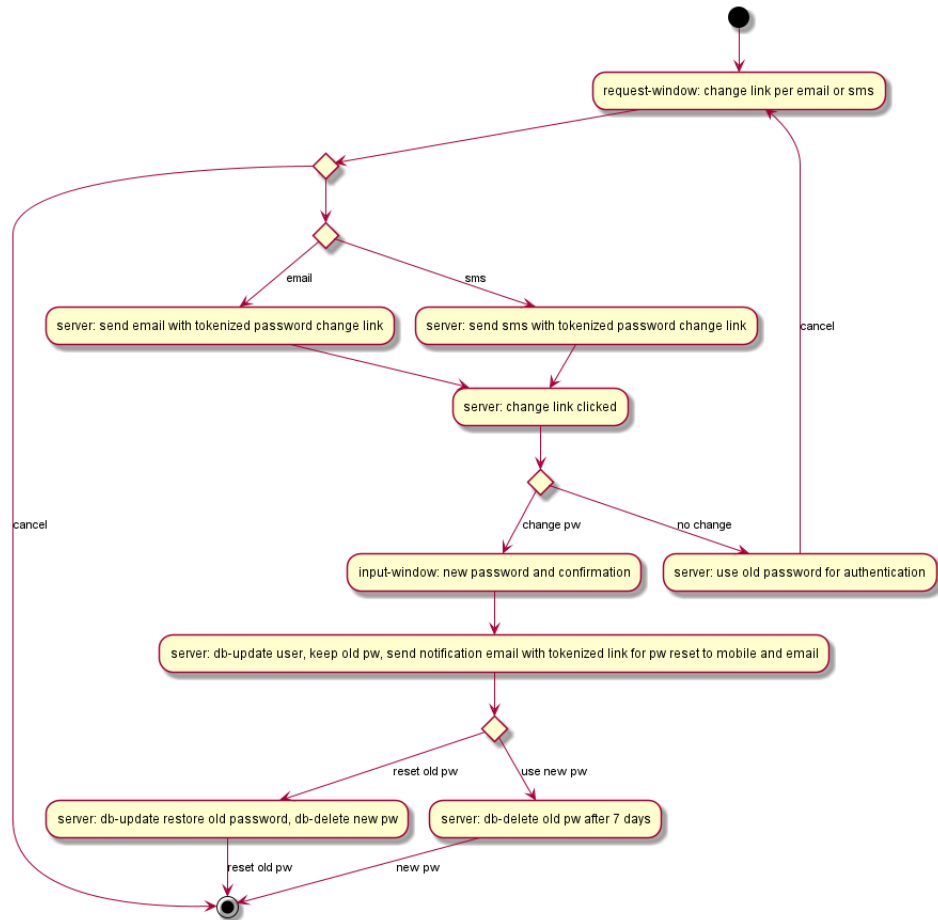 request-window: change link per email or sms
email
sms
server: send email with tokenized password change link
server: send sms with tokenized password change link
cancel
server: change link clicked
cancel
change pw
no change
input-window: new password and confirmation
server: use old password for authentication
server: db-update user, keep old pw, send notification email with tokenized link for pw reset to mobile and email
reset old pw
use new pw
server: db-update restore old password, db-delete new pw
server: db-delete old pw after 7 days
reset old pw
new pw